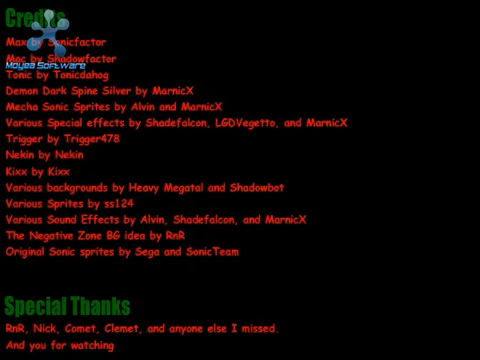 Credits
Max by Sonicfactor
Mac by Shadowfactor
Moyea Software
Tonic by Tonicdahog
Demon Dark Spine Silver by MarnicX
Mecha Sonic Sprites by Alvin and MarnicX
Various Special effects by Shadefalcon, LGDVegetto, and MarnicX
Trigger by Trigger478
Nekin by Nekin
Kixx by Kixx
Various backgrounds by Heavy Megatal and Shadowbot
Various Sprites by ss124
Various Sound Effects by Alvin, Shadefalcon, and MarnicX
The Negative Zone BG idea by RnR
Original Sonic sprites by Sega and SonicTeam
Special Thanks
RnR, Nick, Comet, Clemet, and anyone else I missed.
And you for watching